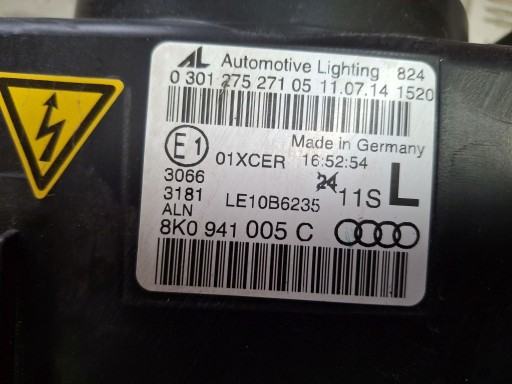 AL Automotive Lighting 824
0 301 275 271 05 11.07.14 1520
Made in Germany
E1 01XCER 16:52:54
3066
3181 LE10B6235 24 11S L
ALN
8K0 941 005 C